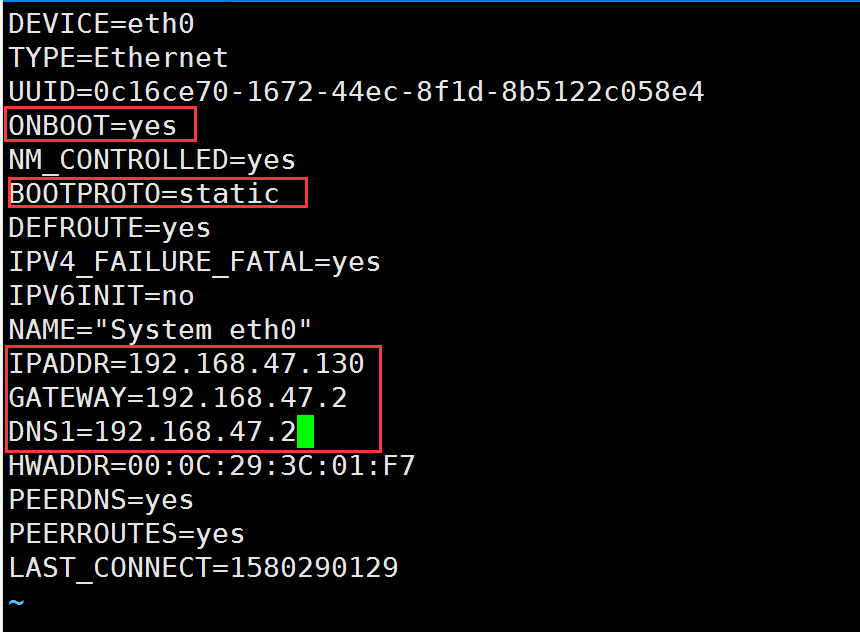 DEVICE=eth0
TYPE=Ethernet
UUID=0c16ce70-1672-44ec-8f1d-8b5122c058e4
ONBOOT=yes
NM_CONTROLLED=yes
BOOTPROTO=static
DEFROUTE=yes
IPV4_FAILURE_FATAL=yes
IPV6INIT=no
NAME="System eth0"
IPADDR=192.168.47.130
GATEWAY=192.168.47.2
DNS1=192.168.47.2
HWADDR=00:0C:29:3C:01:F7
PEERDNS=yes
PEERROUTES=yes
LAST_CONNECT=1580290129
~